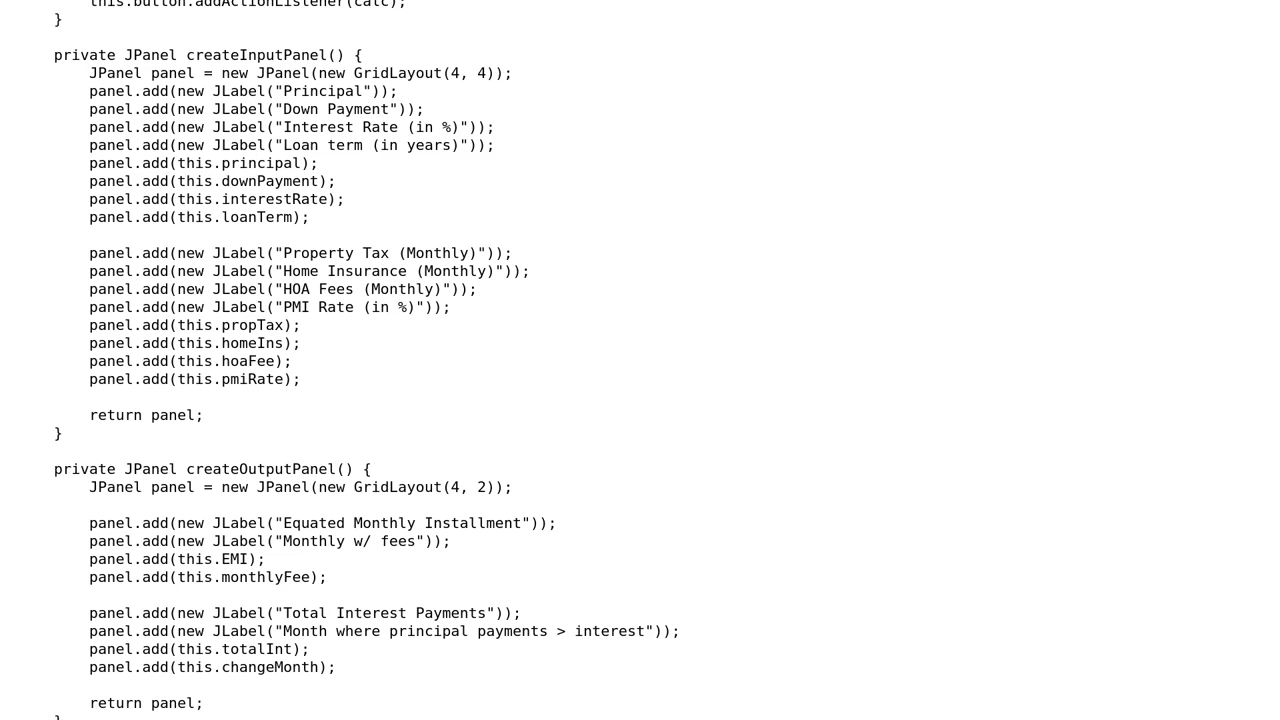 this.button.addActionListener(calc);
}
private JPanel createInputPanel() {
JPanel panel = new JPanel(new GridLayout(4, 4));
panel.add(new JLabel("Principal"));
panel.add(new JLabel("Down Payment"));
panel.add(new JLabel("Interest Rate (in %)"));
panel.add(new JLabel("Loan term (in years)"));
panel.add(this.principal);
panel.add(this.downPayment);
panel.add(this.interestRate);
panel.add(this.loanTerm);
panel.add(new JLabel("Property Tax (Monthly)"));
panel.add(new JLabel("Home Insurance (Monthly)"));
panel.add(new JLabel("HOA Fees (Monthly)"));
panel.add(new JLabel("PMI Rate (in %)"));
panel.add(this.propTax);
panel.add(this.homeIns);
panel.add(this.hoaFee);
panel.add(this.pmiRate);
return panel;
}
private JPanel createOutputPanel() {
JPanel panel = new JPanel(new GridLayout(4, 2));
panel.add(new JLabel("Equated Monthly Installment"));
panel.add(new JLabel("Monthly w/ fees"));
panel.add(this.EMI);
panel.add(this.monthlyFee);
panel.add(new JLabel("Total Interest Payments"));
panel.add(new JLabel("Month where principal payments > interest"));
panel.add(this.totalInt);
panel.add(this.changeMonth);
return panel;
}